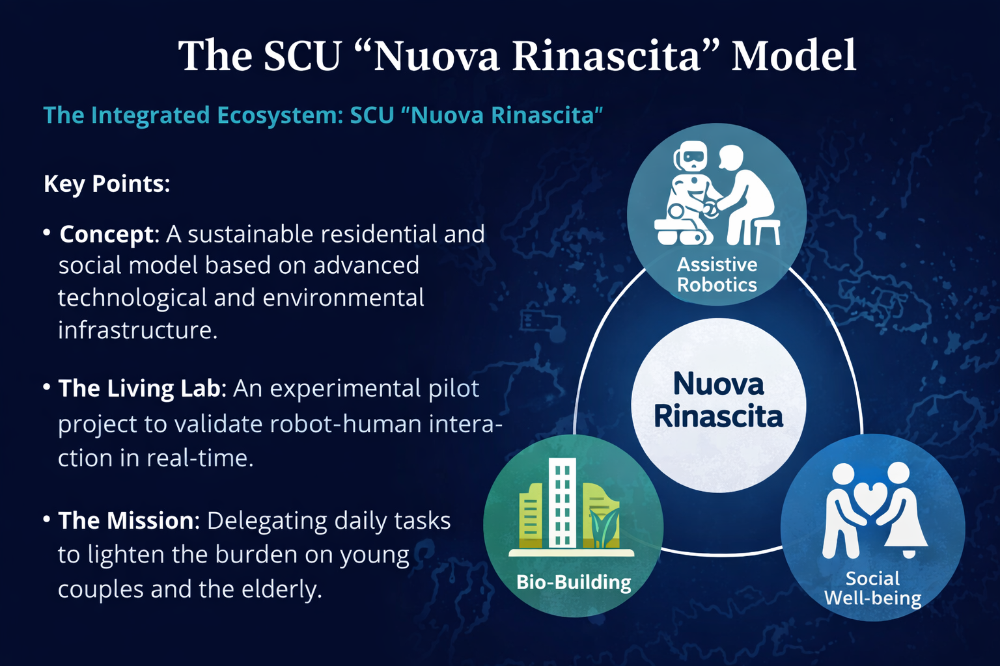 The SCU “Nuova Rinascita” Model
The Integrated Ecosystem: SCU "Nuova Rinascita"
Key Points:
• Concept: A sustainable residential and
social model based on advanced
technological and environmental
infrastructure.
• The Living Lab: An experimental pilot
project to validate robot-human intera-
ction in real-time.
• The Mission: Delegating daily tasks
to lighten the burden on young
couples and the elderly.
Assistive
Robotics
Nuova
Rinascita
Bio-Building
Social
Well-being